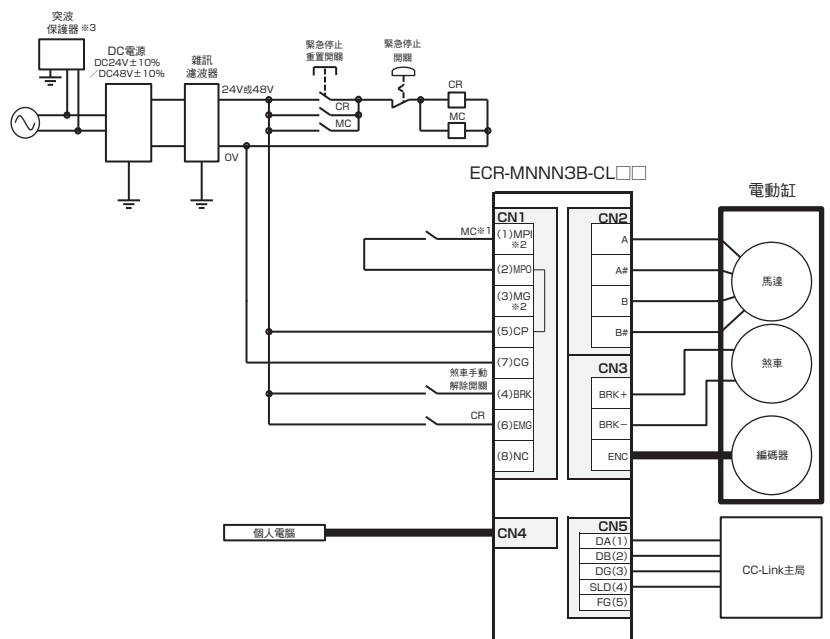 突波
保護器※3
DC電源
DC24V±10%
／DC48V±10%
雜訊
濾波器
24V或48V
0V
緊急停止
重置開關
緊急停止
開關
CR
MC
CR
MC
ECR-MNNN3B-CL□□
電動缸
CN1
MC※1
(1)MPI
※2
(2)MPO
(3)MG
※2
(5)CP
(7)CG
煞車手動
解除開關
(4)BRK
CR
(6)EMG
(8)NC
CN2
A
A#
B
B#
馬達
CN3
BRK+
BRK−
ENC
煞車
編碼器
個人電腦
CN4
CN5
DA(1)
DB(2)
DG(3)
SLD(4)
FG(5)
CC-Link主局